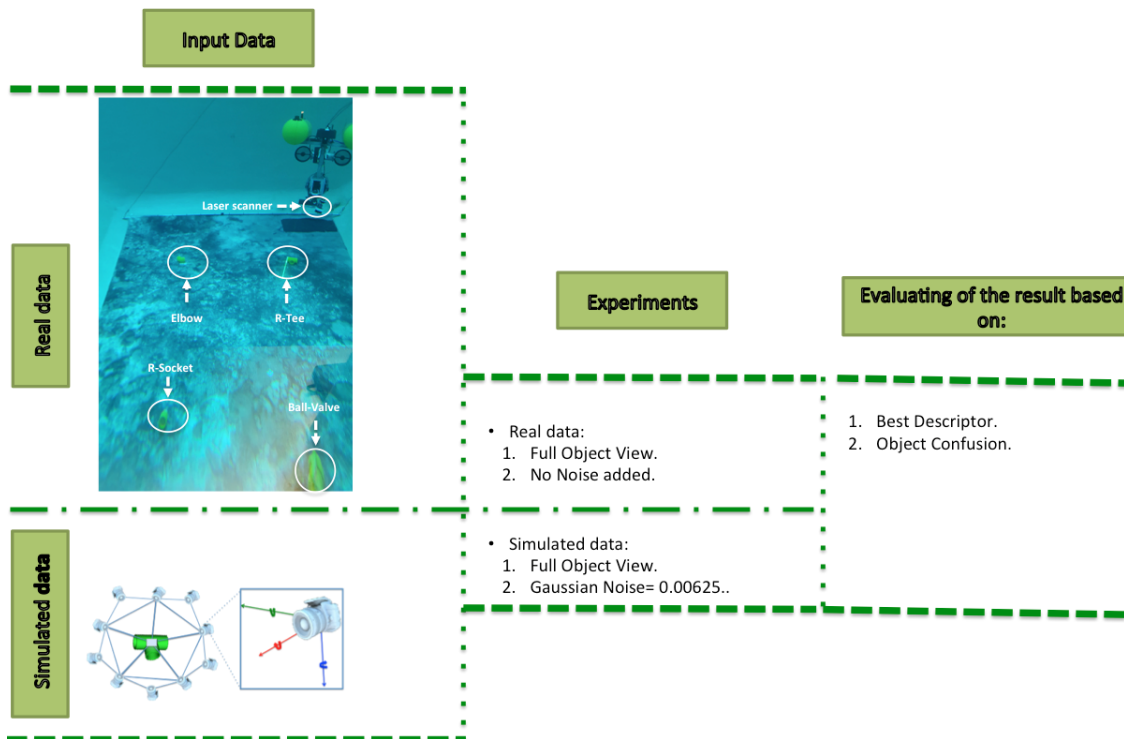 Input Data
Real data
Laser scanner
Elbow
R-Tee
R-Socket
Ball-Valve
Simulated data
Experiments
• Real data:
1. Full Object View.
2. No Noise added.
• Simulated data:
1. Full Object View.
2. Gaussian Noise= 0.00625..
Evaluating of the result based
on:
1. Best Descriptor.
2. Object Confusion.